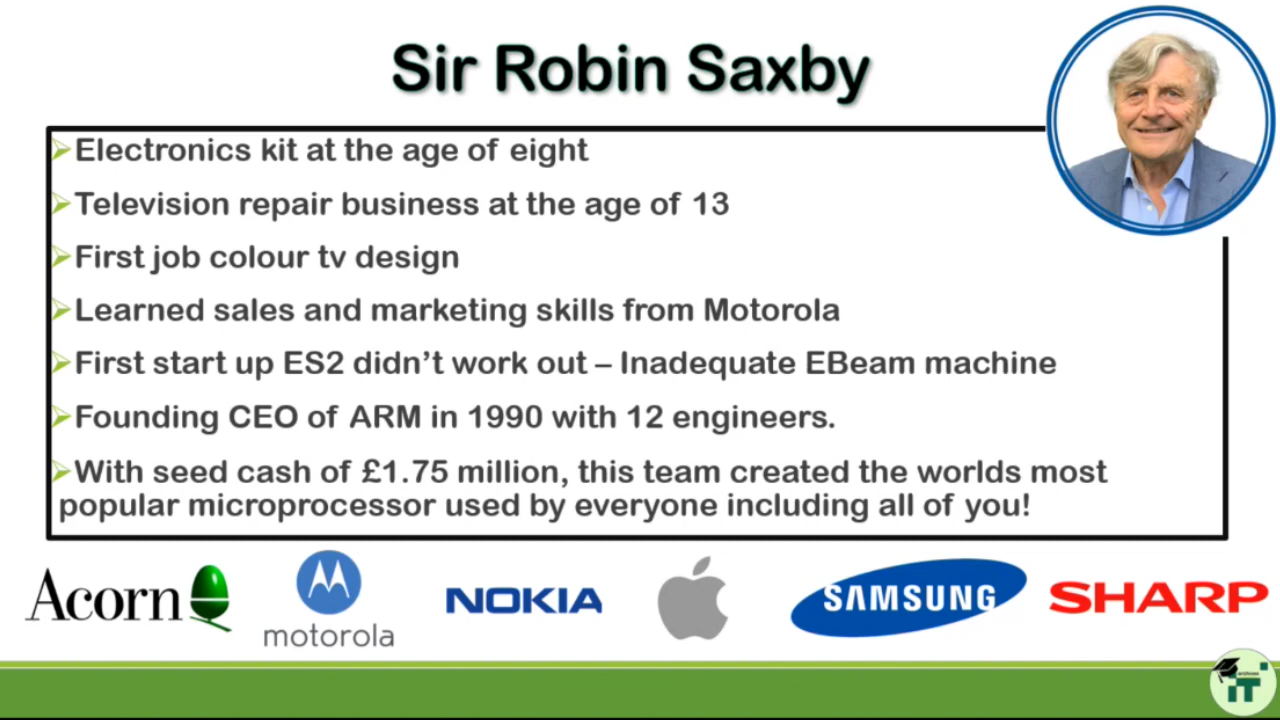 Sir Robin Saxby
Electronics kit at the age of eight
Television repair business at the age of 13
First job colour tv design
Learned sales and marketing skills from Motorola
First start up ES2 didn’t work out – Inadequate EBeam machine
Founding CEO of ARM in 1990 with 12 engineers.
With seed cash of £1.75 million, this team created the worlds most
popular microprocessor used by everyone including all of you!
Acorn
motorola
NOKIA
SAMSUNG
SHARP
archives
iT